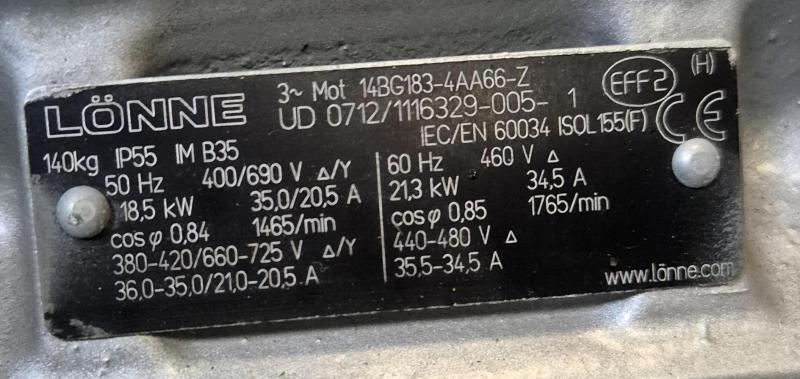 LÖNNE
3~ Mot 14BG183-4AA66-Z
EFF2
(H)
UD 0712/1116329-005- 1
IEC/EN 60034 ISOL155(F)
CE
140kg IP55 IM B35
50 Hz 400/690 V Δ/Y
18,5 kW 35,0/20,5 A
cos φ 0,84 1465/min
380-420/660-725 V Δ/Y
36,0-35,0/21,0-20,5 A
60 Hz 460 V Δ
21,3 kW 34,5 A
cos φ 0,85 1765/min
440-480 V Δ
35,5-34,5 A
www.lönne.com